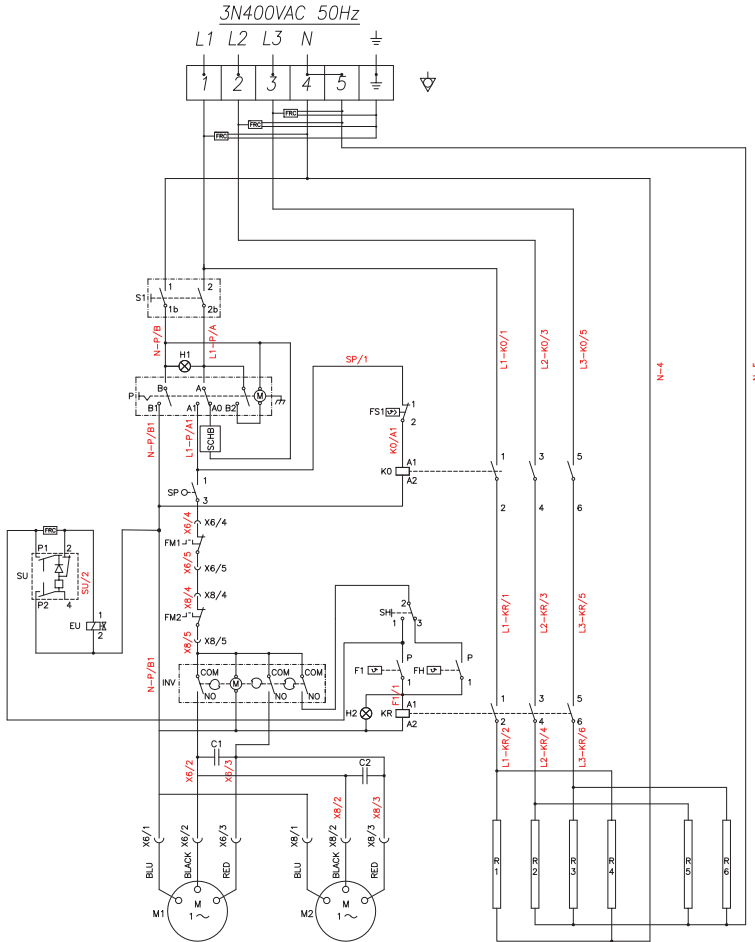 3N400VAC 50Hz
L1 L2 L3 N
1 2 3 4 5
FRC
FRC
FRC
S1
1 2
1b 2b
N-P/B
L1-P/A
H1
P
B A
M
B1 A1 A0 B2
N-P/B1
L1-P/A1
SCHB
SP/1
FS1
1
2
K0/A1
K0
A1
A2
L1-K0/1
L2-K0/3
L3-K0/5
N-4
1 3 5
2 4 6
SP
1
3
X6/4
X6/4
FM1
X6/5
X6/5
X8/4
X8/4
FM2
X8/5
X8/5
FRC
P1 2
SU
P2 4
SU/2
EU
1
2
N-P/B1
INV
COM M COM COM
NO NO NO
SH
2
1 3
F1
P
1
FH
P
1
F1/1
H2
KR
A1
A2
L1-KR/1
L2-KR/3
L3-KR/5
1 3 5
2 4 6
L1-KR/2
L2-KR/4
L3-KR/6
C1
C2
X6/2
X6/3
X8/2
X8/3
X6/1 X6/2 X6/3
X8/1 X8/2 X8/3
BLU BLACK RED
BLU BLACK RED
M1
M
1~
M2
M
1~
R1 R2 R3 R4 R5 R6